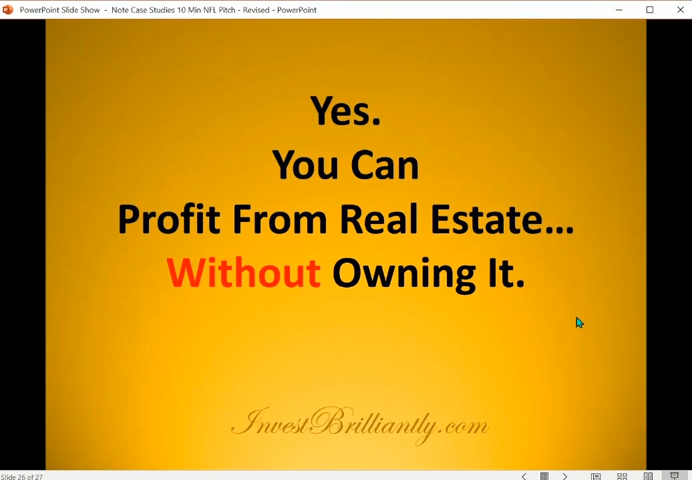 PowerPoint Slide Show - Note Case Studies 10 Min NFL Pitch - Revised - PowerPoint
Yes.
You Can
Profit From Real Estate...
Without Owning It.
InvestBrilliantly.com
Slide 26 of 27